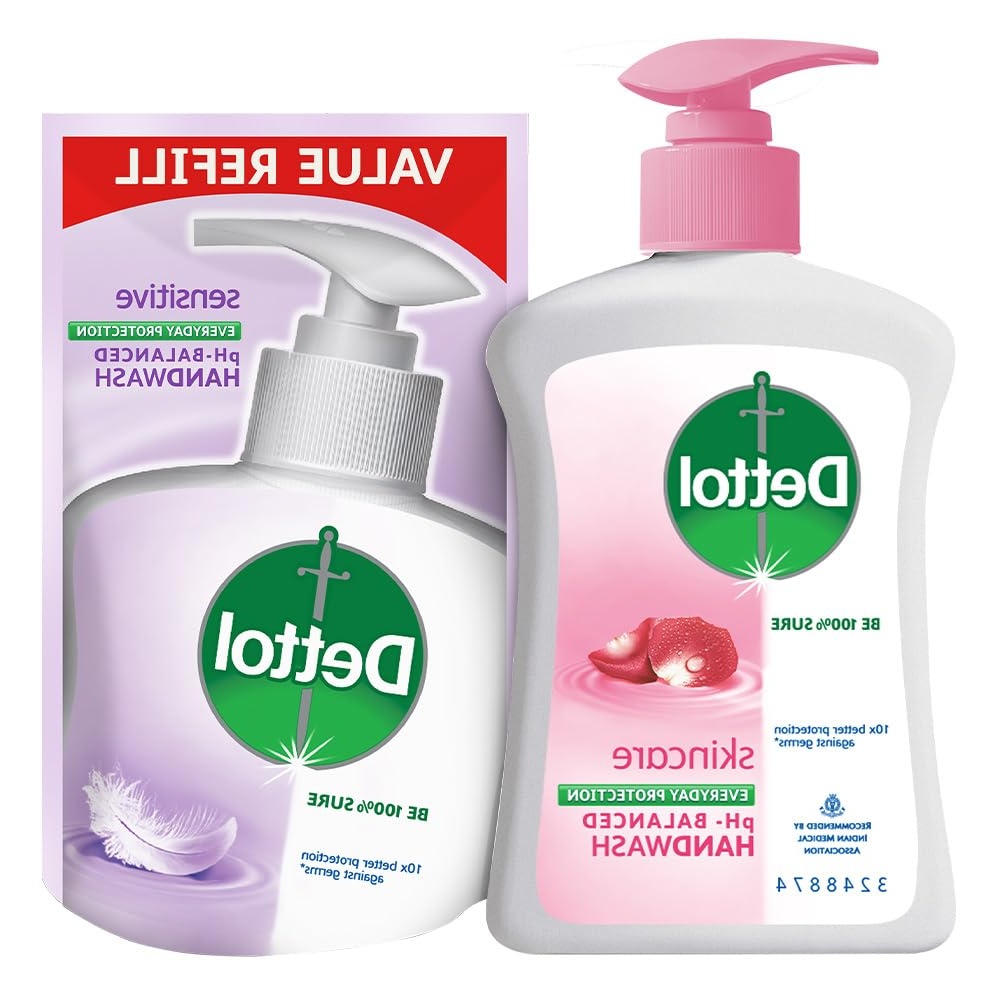 VALUE REFILL
sensitive
EVERYDAY PROTECTION
pH-BALANCED
HANDWASH
Dettol
BE 100% SURE
10x better protection
against germs*
Dettol
BE 100% SURE
10x better protection
against germs*
skincare
EVERYDAY PROTECTION
pH- BALANCED
HANDWASH
RECOMMENDED BY
INDIAN MEDICAL
ASSOCIATION
3248874